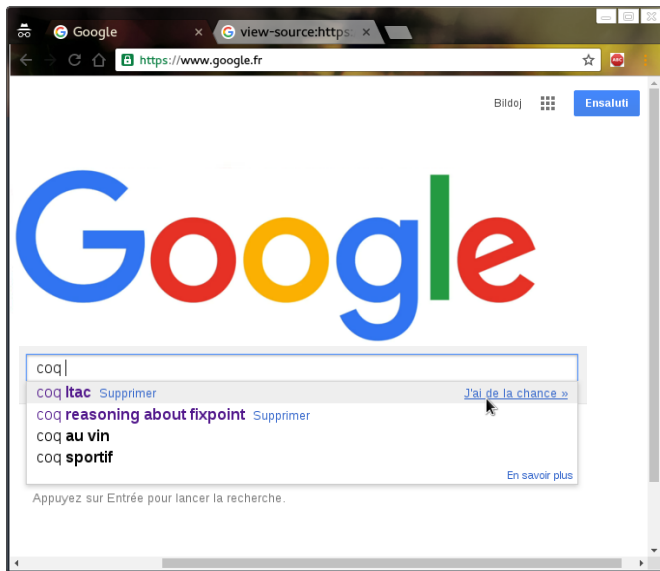 Google
view-source:https:
https://www.google.fr
ABC
Bildoj
Ensaluti
Google
coq
coq ltac Supprimer J'ai de la chance »
coq reasoning about fixpoint Supprimer
coq au vin
coq sportif
En savoir plus
Appuyez sur Entrée pour lancer la recherche.